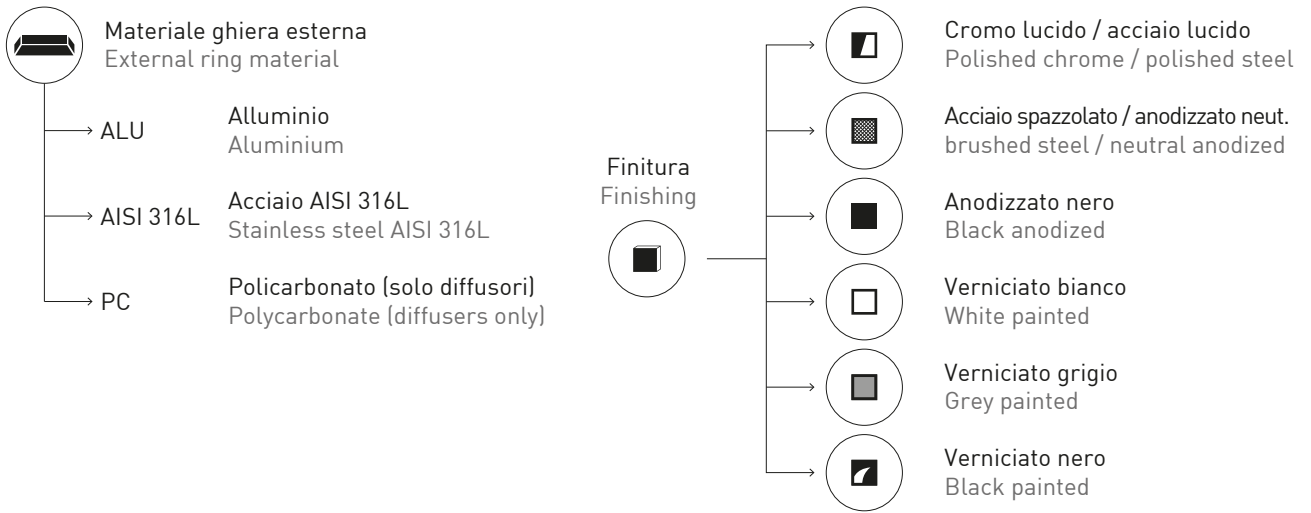 Materiale ghiera esterna
External ring material
ALU
Alluminio
Aluminium
AISI 316L
Acciaio AISI 316L
Stainless steel AISI 316L
PC
Policarbonato (solo diffusori)
Polycarbonate (diffusers only)
Finitura
Finishing
Cromo lucido / acciaio lucido
Polished chrome / polished steel
Acciaio spazzolato / anodizzato neut.
brushed steel / neutral anodized
Anodizzato nero
Black anodized
Verniciato bianco
White painted
Verniciato grigio
Grey painted
Verniciato nero
Black painted